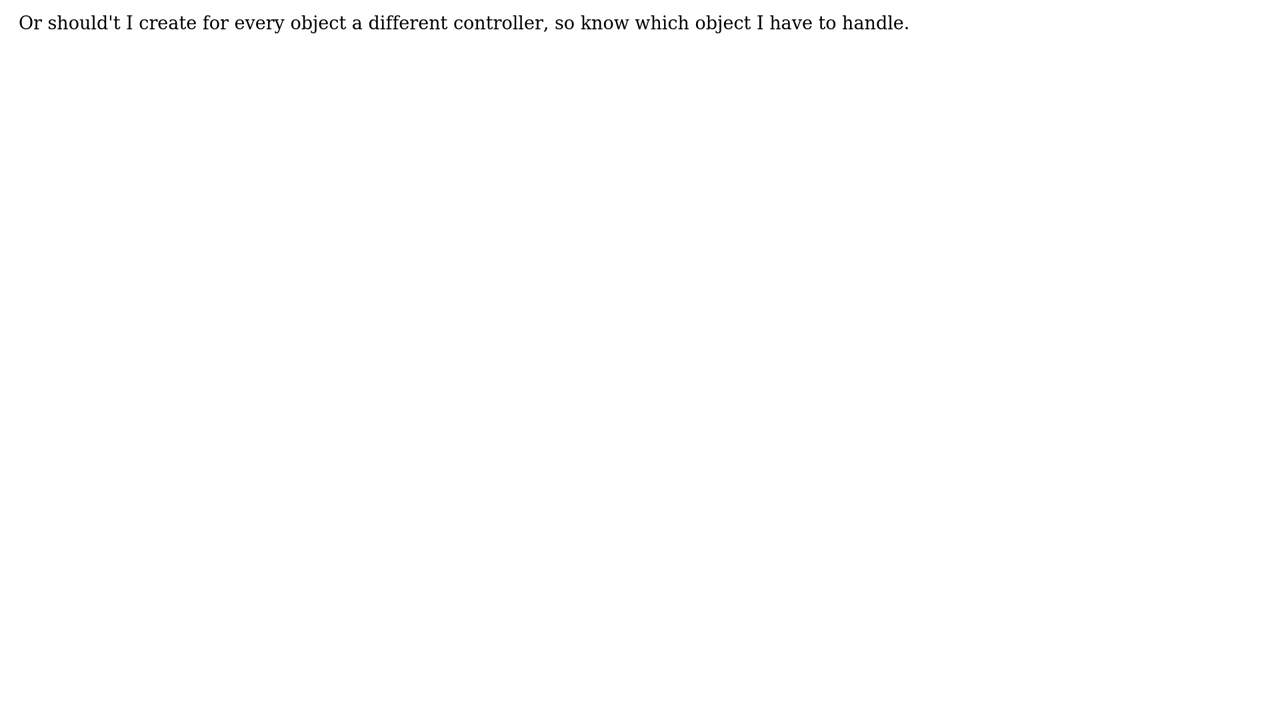 Or should't I create for every object a different controller, so know which object I have to handle.